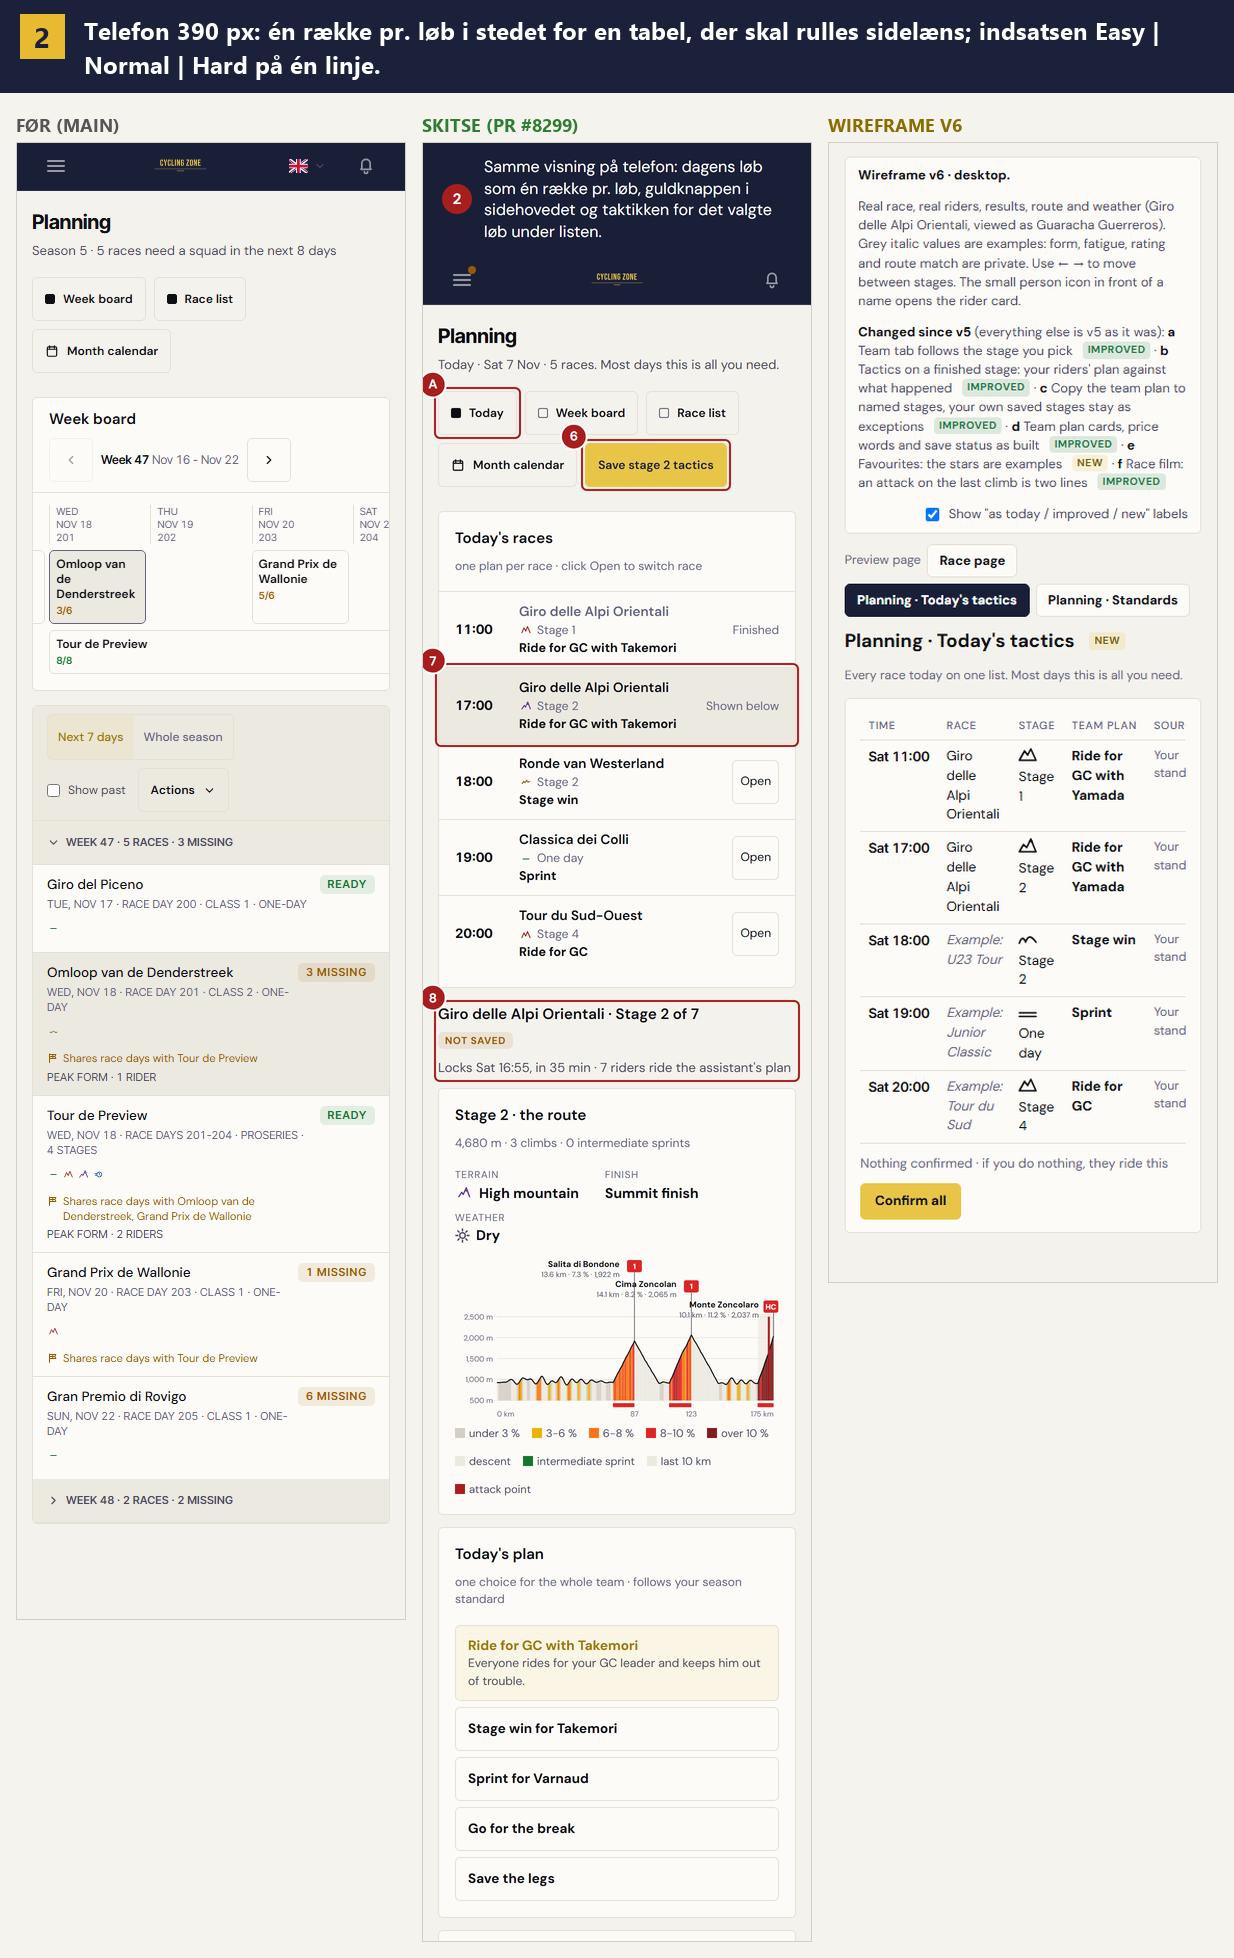 2
Telefon 390 px: én række pr. løb i stedet for en tabel, der skal rulles sidelæns; indsatsen Easy |
Normal | Hard på én linje.
FØR (MAIN)
CYCLING ZONE
Planning
Season 5 · 5 races need a squad in the next 8 days
Week board
Race list
Month calendar
Week board
Week 47 Nov 16 - Nov 22
WED
NOV 18
201
THU
NOV 19
202
FRI
NOV 20
203
SAT
NOV 2
204
Omloop van
de
Denderstreek
3/6
Grand Prix de
Wallonie
5/6
Tour de Preview
8/8
Next 7 days
Whole season
Show past
Actions
WEEK 47 · 5 RACES · 3 MISSING
Giro del Piceno
READY
TUE, NOV 17 · RACE DAY 200 · CLASS 1 · ONE-DAY
Omloop van de Denderstreek
3 MISSING
WED, NOV 18 · RACE DAY 201 · CLASS 2 · ONE-
DAY
Shares race days with Tour de Preview
PEAK FORM · 1 RIDER
Tour de Preview
READY
WED, NOV 18 · RACE DAYS 201-204 · PROSERIES ·
4 STAGES
Shares race days with Omloop van de
Denderstreek, Grand Prix de Wallonie
PEAK FORM · 2 RIDERS
Grand Prix de Wallonie
1 MISSING
FRI, NOV 20 · RACE DAY 203 · CLASS 1 · ONE-
DAY
Shares race days with Tour de Preview
Gran Premio di Rovigo
6 MISSING
SUN, NOV 22 · RACE DAY 205 · CLASS 1 · ONE-
DAY
WEEK 48 · 2 RACES · 2 MISSING
SKITSE (PR #8299)
2
Samme visning på telefon: dagens løb
som én række pr. løb, guldknappen i
sidehovedet og taktikken for det valgte
løb under listen.
CYCLING ZONE
Planning
Today · Sat 7 Nov · 5 races. Most days this is all you need.
A
Today
Week board
Race list
6
Month calendar
Save stage 2 tactics
Today's races
one plan per race · click Open to switch race
11:00
Giro delle Alpi Orientali
Stage 1
Ride for GC with Takemori
Finished
7
17:00
Giro delle Alpi Orientali
Stage 2
Ride for GC with Takemori
Shown below
18:00
Ronde van Westerland
Stage 2
Stage win
Open
19:00
Classica dei Colli
One day
Sprint
Open
20:00
Tour du Sud-Ouest
Stage 4
Ride for GC
Open
8
Giro delle Alpi Orientali · Stage 2 of 7
NOT SAVED
Locks Sat 16:55, in 35 min · 7 riders ride the assistant's plan
Stage 2 · the route
4,680 m · 3 climbs · 0 intermediate sprints
TERRAIN
High mountain
FINISH
Summit finish
WEATHER
Dry
Salita di Bondone
13.6 km · 7.3 % · 1,922 m
1
Cima Zoncolan
14.1 km · 8.2 % · 2,065 m
1
Monte Zoncolaro
10.1 km · 11.2 % · 2,037 m
HC
2,500 m
2,000 m
1,500 m
1,000 m
500 m
0 km
87
123
175 km
under 3 %
3-6 %
6-8 %
8-10 %
over 10 %
descent
intermediate sprint
last 10 km
attack point
Today's plan
one choice for the whole team · follows your season
standard
Ride for GC with Takemori
Everyone rides for your GC leader and keeps him out
of trouble.
Stage win for Takemori
Sprint for Varnaud
Go for the break
Save the legs
WIREFRAME V6
Wireframe v6 · desktop.
Real race, real riders, results, route and weather (Giro
delle Alpi Orientali, viewed as Guaracha Guerreros).
Grey italic values are examples: form, fatigue, rating
and route match are private. Use ← → to move
between stages. The small person icon in front of a
name opens the rider card.
Changed since v5 (everything else is v5 as it was): a
Team tab follows the stage you pick IMPROVED · b
Tactics on a finished stage: your riders' plan against
what happened IMPROVED · c Copy the team plan to
named stages, your own saved stages stay as
exceptions IMPROVED · d Team plan cards, price
words and save status as built IMPROVED · e
Favourites: the stars are examples NEW · f Race film:
an attack on the last climb is two lines IMPROVED
Show "as today / improved / new" labels
Preview page
Race page
Planning · Today's tactics
Planning · Standards
Planning · Today's tactics NEW
Every race today on one list. Most days this is all you need.
TIME
RACE
STAGE
TEAM PLAN
SOUR
Sat 11:00
Giro
delle
Alpi
Orientali
Stage
1
Ride for
GC with
Yamada
Your
stand
Sat 17:00
Giro
delle
Alpi
Orientali
Stage
2
Ride for
GC with
Yamada
Your
stand
Sat 18:00
Example:
U23 Tour
Stage
2
Stage win
Your
stand
Sat 19:00
Example:
Junior
Classic
One
day
Sprint
Your
stand
Sat 20:00
Example:
Tour du
Sud
Stage
4
Ride for
GC
Your
stand
Nothing confirmed · if you do nothing, they ride this
Confirm all